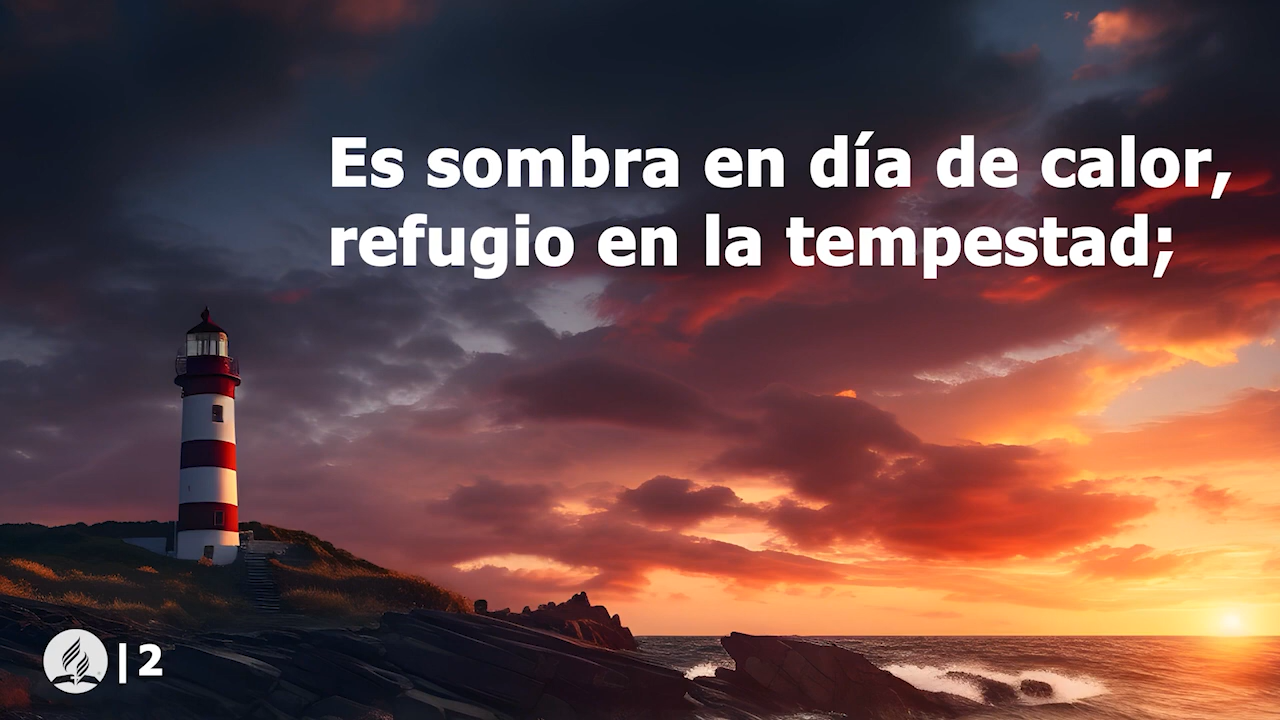 Es sombra en día de calor,
refugio en la tempestad;
| 2